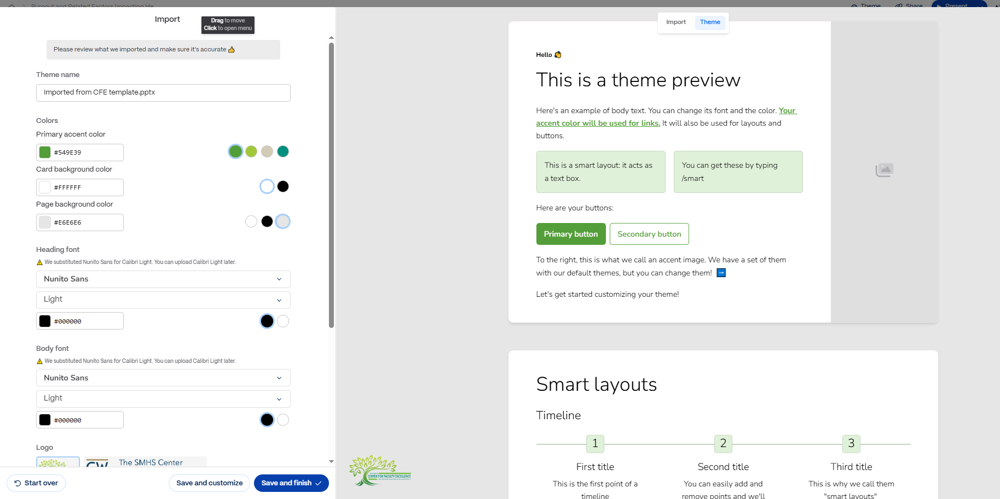 Burnout and Related Factors Impacting He
Theme
Share
Present
Import
Drag to move
Click to open menu
Please review what we imported and make sure it's accurate 👍
Theme name
Imported from CFE template.pptx
Colors
Primary accent color
#549E39
Card background color
#FFFFFF
Page background color
#E6E6E6
Heading font
⚠️ We substituted Nunito Sans for Calibri Light. You can upload Calibri Light later.
Nunito Sans
Light
#000000
Body font
⚠️ We substituted Nunito Sans for Calibri Light. You can upload Calibri Light later.
Nunito Sans
Light
#000000
Logo
GW
The SMHS Center
Start over
Save and customize
Save and finish
Import
Theme
Hello 👏
This is a theme preview
Here's an example of body text. You can change its font and the color. Your
accent color will be used for links. It will also be used for layouts and
buttons.
This is a smart layout: it acts as
a text box.
You can get these by typing
/smart
Here are your buttons:
Primary button
Secondary button
To the right, this is what we call an accent image. We have a set of them
with our default themes, but you can change them! ➡️
Let's get started customizing your theme!
Smart layouts
Timeline
1
2
3
First title
Second title
Third title
This is the first point of a
timeline
You can easily add and
remove points and we'll
This is why we call them
"smart layouts"
CENTER FOR FACULTY EXCELLENCE